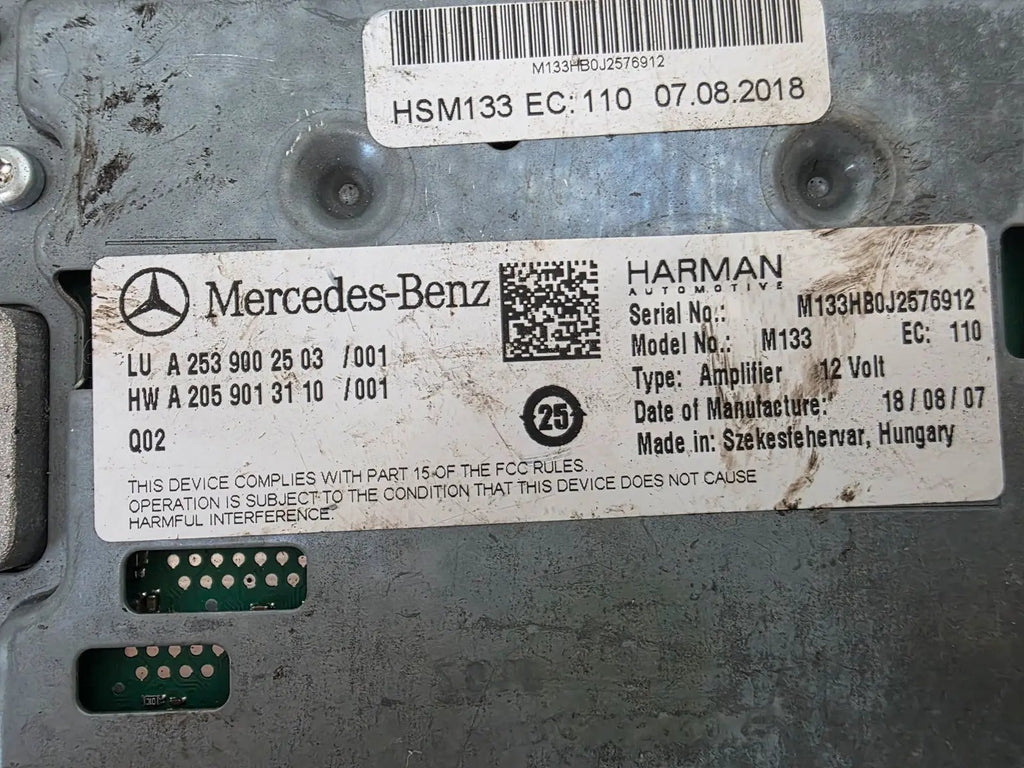 M133HB0J2576912
HSM133 EC: 110 07.08.2018
Mercedes-Benz
LU A 253 900 25 03 /001
HW A 205 901 31 10 /001
Q02
25
HARMAN
AUTOMOTIVE
Serial No.: M133HB0J2576912
Model No.: M133 EC: 110
Type: Amplifier 12 Volt
Date of Manufacture: 18/08/07
Made in: Szekesfehervar, Hungary
THIS DEVICE COMPLIES WITH PART 15 OF THE FCC RULES.
OPERATION IS SUBJECT TO THE CONDITION THAT THIS DEVICE DOES NOT CAUSE
HARMFUL INTERFERENCE.